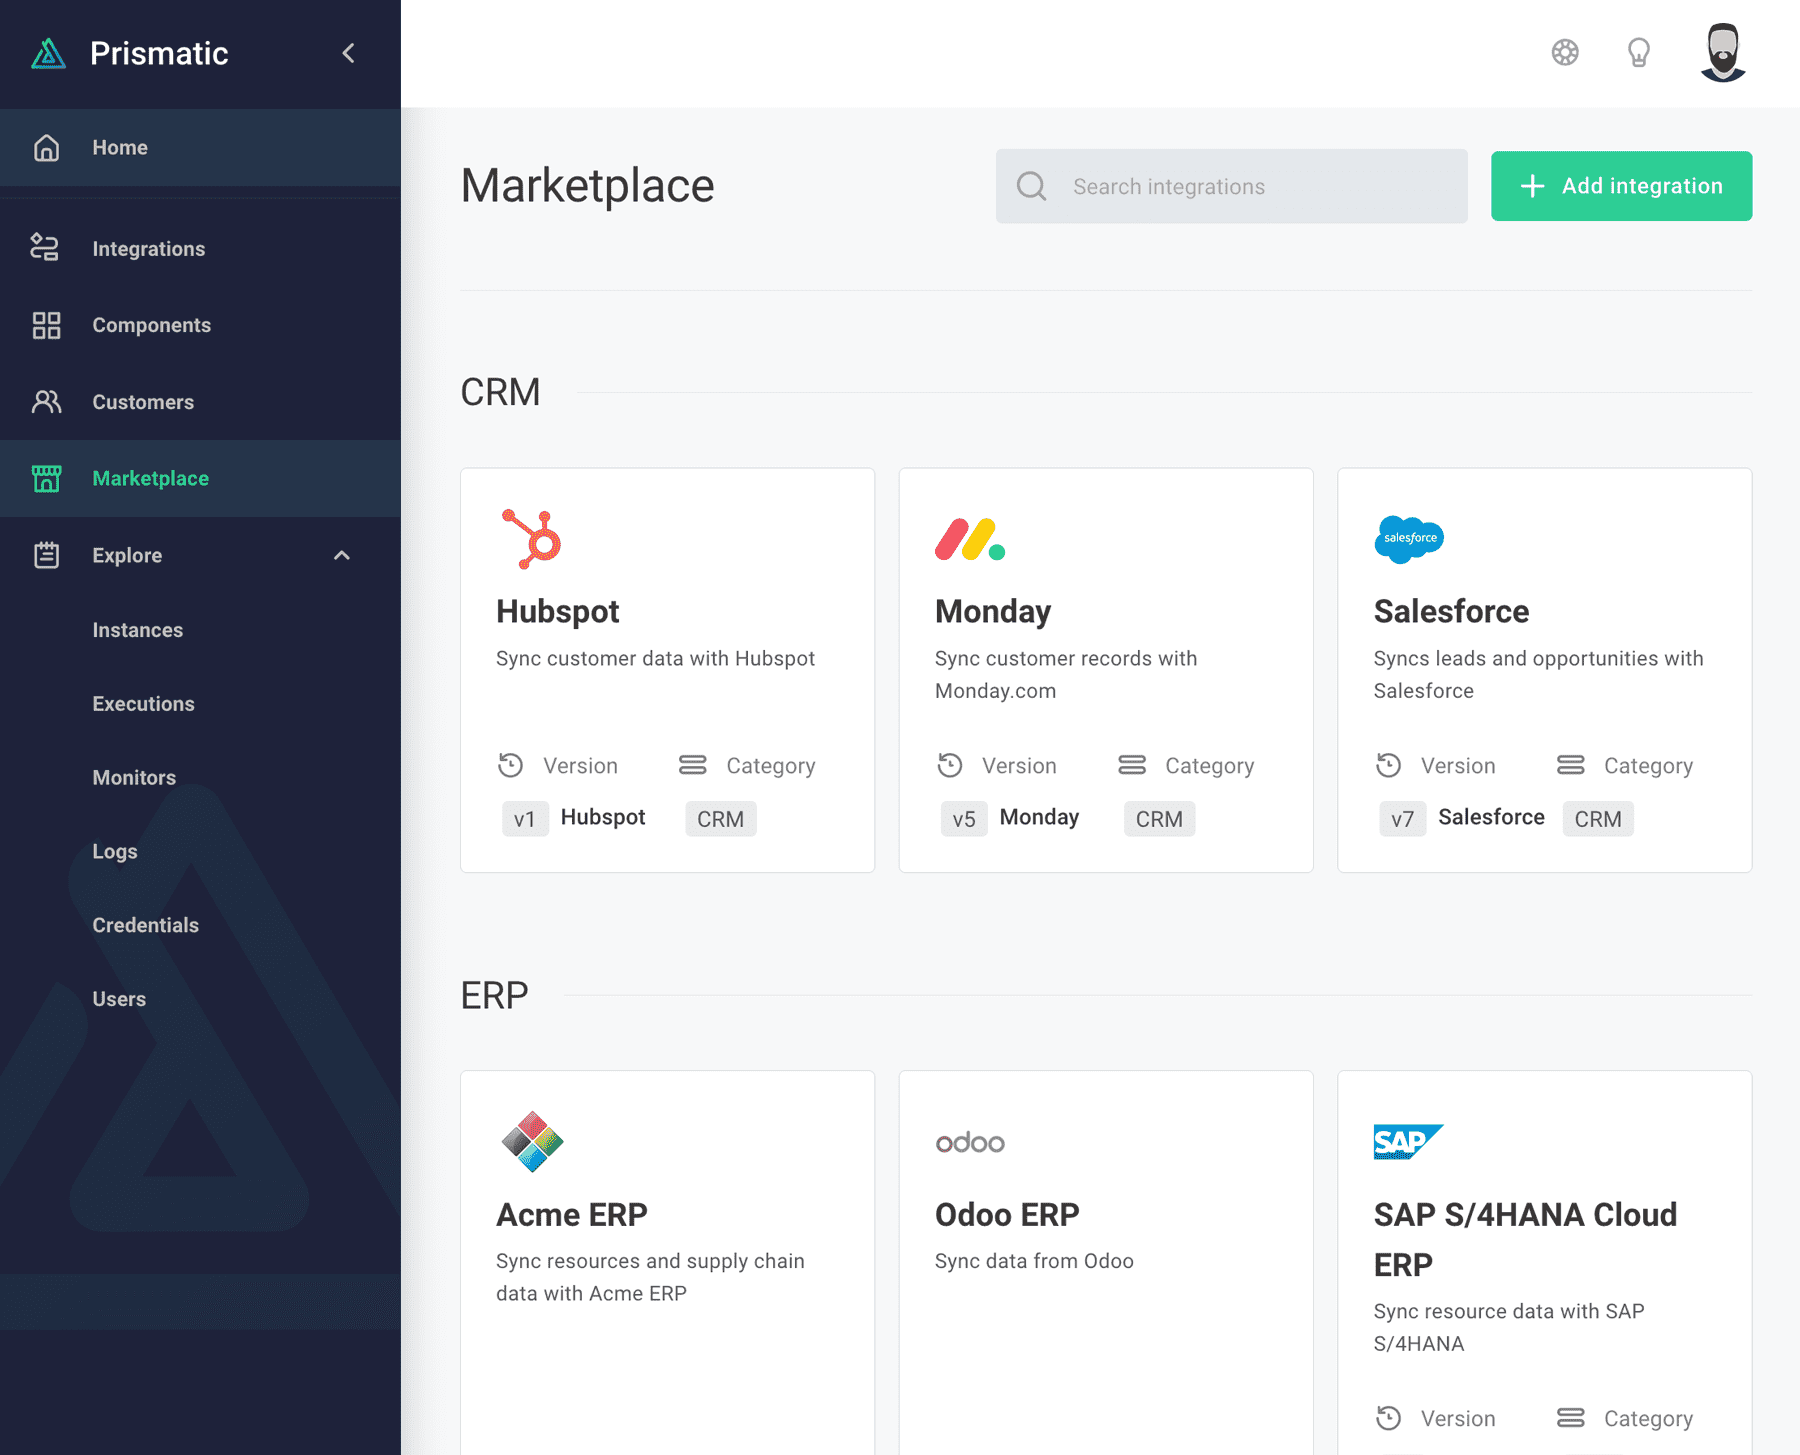 Prismatic
Home
Integrations
Components
Customers
Marketplace
Explore
Instances
Executions
Monitors
Logs
Credentials
Users
Marketplace
Search integrations
Add integration
CRM
Hubspot
Sync customer data with Hubspot
Version
Category
v1 Hubspot
CRM
Monday
Sync customer records with
Monday.com
Version
Category
v5 Monday
CRM
salesforce
Salesforce
Syncs leads and opportunities with
Salesforce
Version
Category
v7 Salesforce
CRM
ERP
Acme ERP
Sync resources and supply chain
data with Acme ERP
odoo
Odoo ERP
Sync data from Odoo
SAP
SAP S/4HANA Cloud
ERP
Sync resource data with SAP
S/4HANA
Version
Category